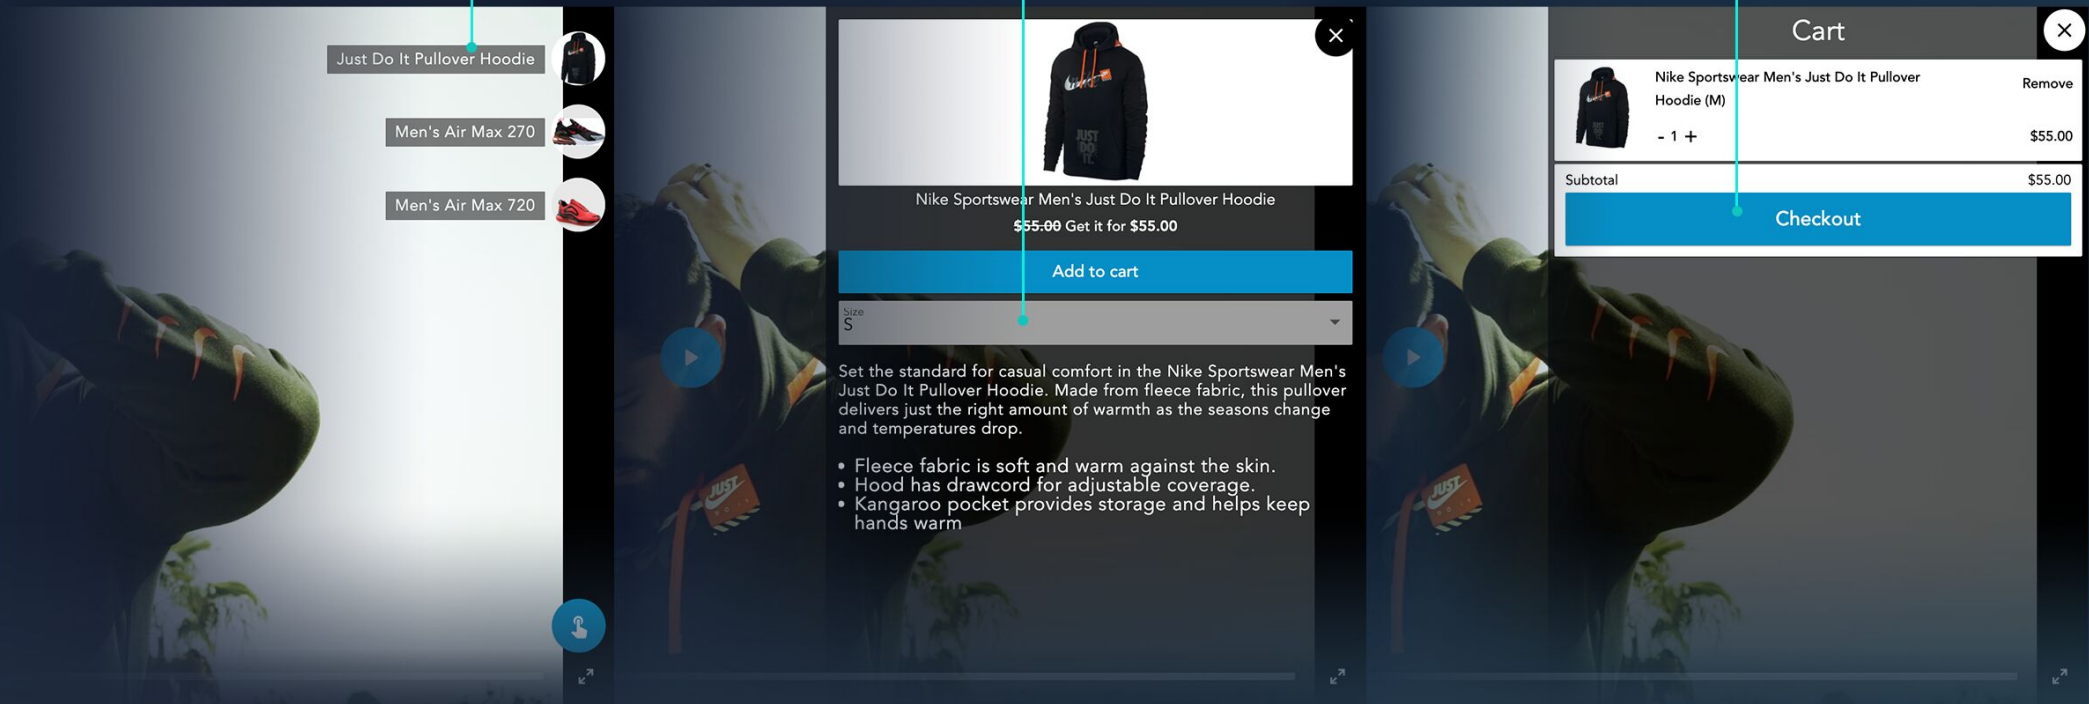 Just Do It Pullover Hoodie
Men's Air Max 270
Men's Air Max 720
JUST
DO
IT.
Nike Sportswear Men's Just Do It Pullover Hoodie
$55.00 Get it for $55.00
Add to cart
Size
S
Set the standard for casual comfort in the Nike Sportswear Men's
Just Do It Pullover Hoodie. Made from fleece fabric, this pullover
delivers just the right amount of warmth as the seasons change
and temperatures drop.
• Fleece fabric is soft and warm against the skin.
• Hood has drawcord for adjustable coverage.
• Kangaroo pocket provides storage and helps keep
hands warm
JUST
Cart
Nike Sportswear Men's Just Do It Pullover
Hoodie (M)
Remove
- 1 +
$55.00
Subtotal
$55.00
Checkout
JUST